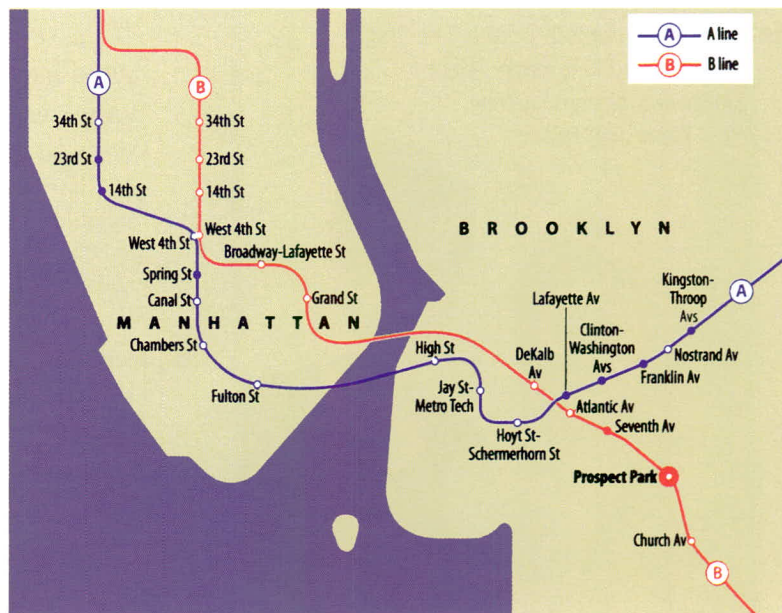 A A line
B B line
A
B
34th St
34th St
23rd St
23rd St
14th St
14th St
West 4th St
West 4th St
Broadway-Lafayette St
Spring St
Canal St
Grand St
MANHATTAN
Chambers St
Fulton St
BROOKLYN
Kingston-
Throop
Avs
A
Lafayette Av
Clinton-
Washington
Avs
Nostrand Av
Franklin Av
High St
DeKalb
Av
Jay St-
Metro Tech
Atlantic Av
Seventh Av
Hoyt St-
Schermerhorn St
Prospect Park
Church Av
B